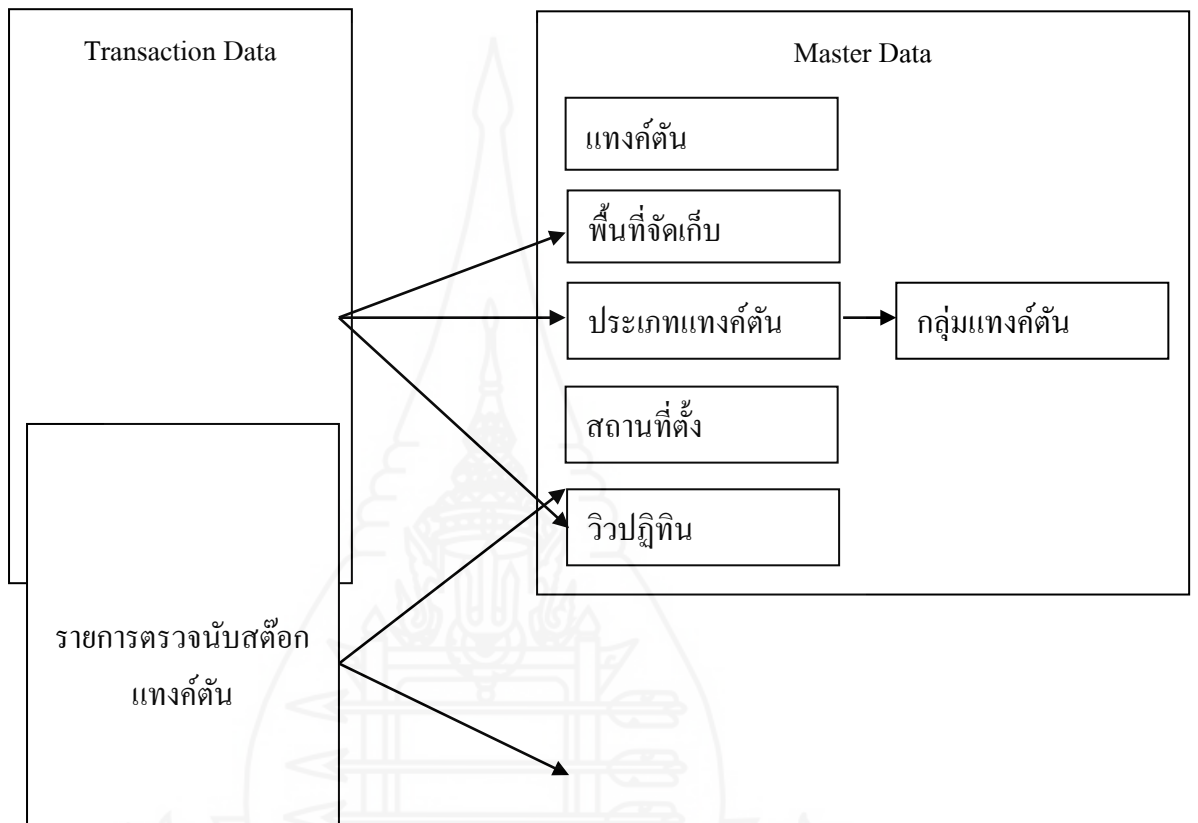 Transaction Data
Master Data
แทงค์ตัน
พื้นที่จัดเก็บ
ประเภทแทงค์ตัน
กลุ่มแทงค์ตัน
สถานที่ตั้ง
วิวปฏิทิน
รายการตรวจนับสต๊อก
แทงค์ตัน